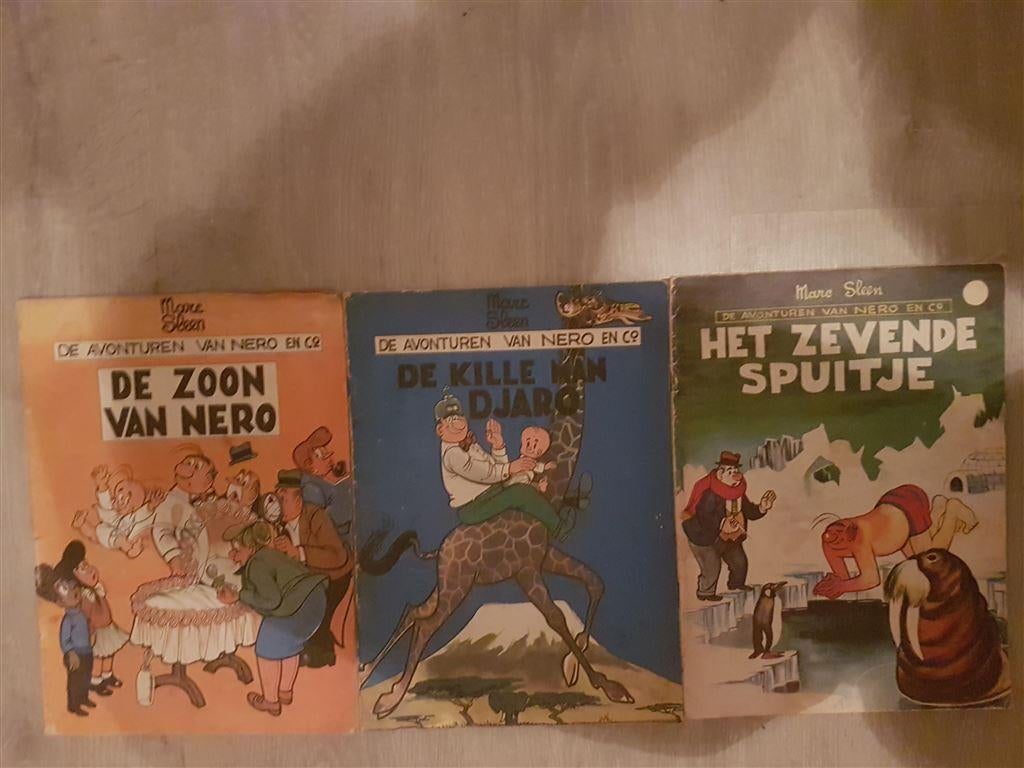 Marc
Sleen
DE AVONTUREN VAN NERO EN Co
DE ZOON
VAN NERO
Marc
Sleen
DE AVONTUREN VAN NERO EN Co
DE KILLE MAN
DJARO
Marc Sleen
DE AVONTUREN VAN NERO EN Co
HET ZEVENDE
SPUITJE